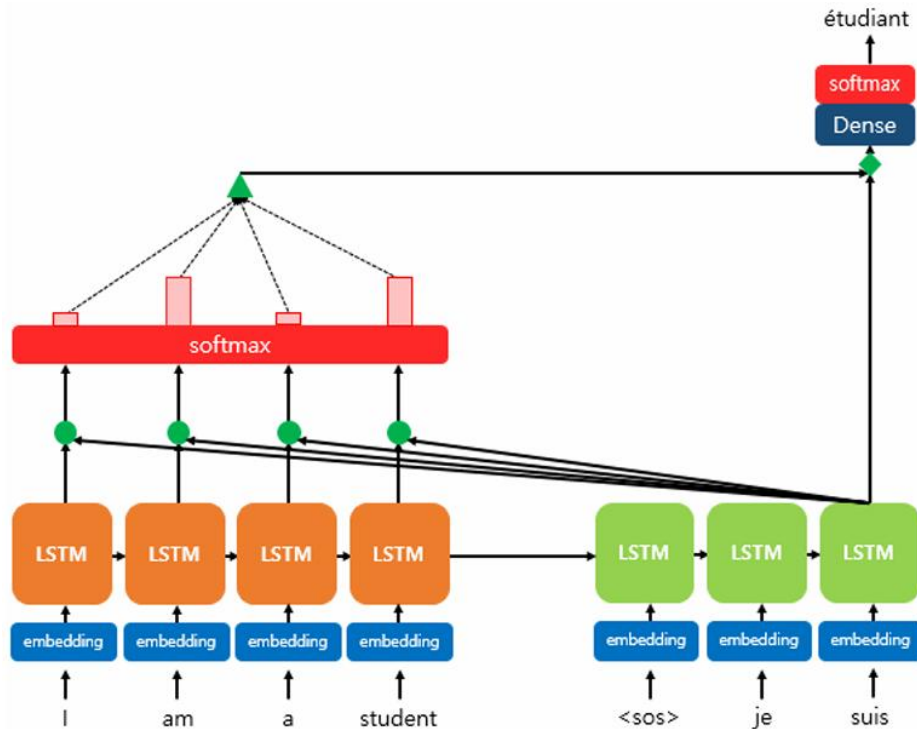 étudiant
softmax
Dense
softmax
LSTM LSTM LSTM LSTM LSTM LSTM LSTM
embedding embedding embedding embedding embedding embedding embedding
I am a student <sos> je suis